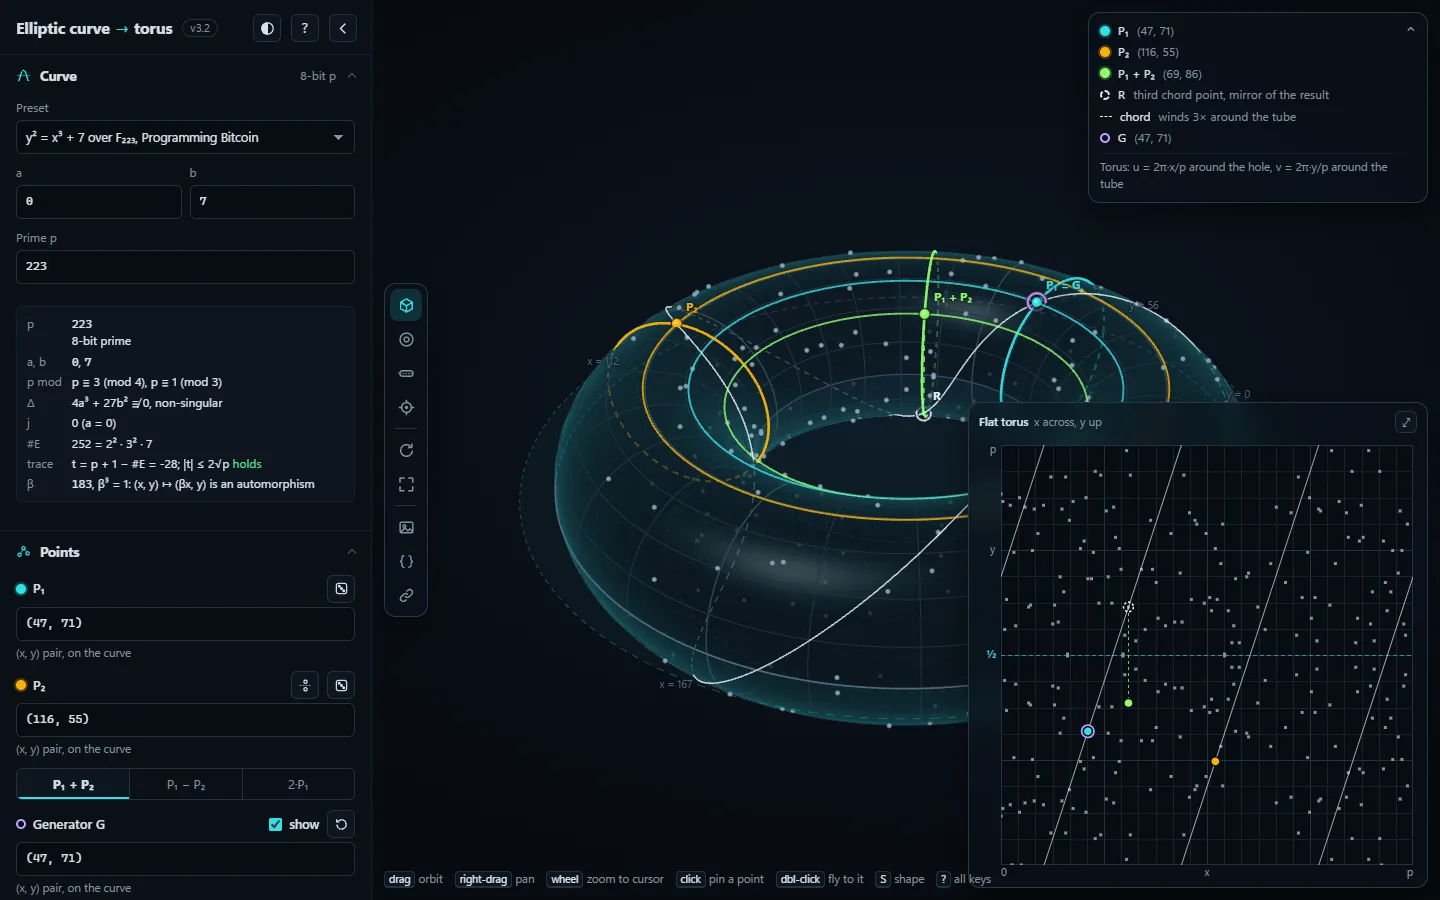 Elliptic curve → torus v3.2
?
Curve 8-bit p
Preset
y² = x³ + 7 over F₂₂₃, Programming Bitcoin
a b
0 7
Prime p
223
p 223
8-bit prime
a, b 0, 7
p mod p ≡ 3 (mod 4), p ≡ 1 (mod 3)
Δ 4a³ + 27b² ≢ 0, non-singular
j 0 (a = 0)
#E 252 = 2² · 3² · 7
trace t = p + 1 − #E = -28; |t| ≤ 2√p holds
β 183, β³ = 1: (x, y) ↦ (βx, y) is an automorphism
Points
P₁
(47, 71)
(x, y) pair, on the curve
P₂
(116, 55)
(x, y) pair, on the curve
P₁ + P₂ P₁ − P₂ 2·P₁
Generator G show
(47, 71)
(x, y) pair, on the curve
P₁ (47, 71)
P₂ (116, 55)
P₁ + P₂ (69, 86)
R third chord point, mirror of the result
chord winds 3× around the tube
G (47, 71)
Torus: u = 2π·x/p around the hole, v = 2π·y/p around the
tube
P₁ = G
P₁ + P₂
P₂
56
x = 112
y = 0
R
x = 167
Flat torus x across, y up
p
y
½
0 x p
drag orbit right-drag pan wheel zoom to cursor click pin a point dbl-click fly to it S shape ? all keys